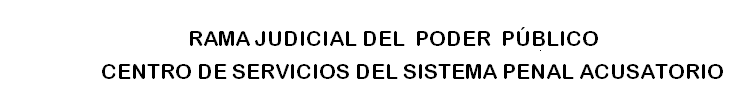 RAMA JUDICIAL DEL PODER PÚBLICO
CENTRO DE SERVICIOS DEL SISTEMA PENAL ACUSATORIO